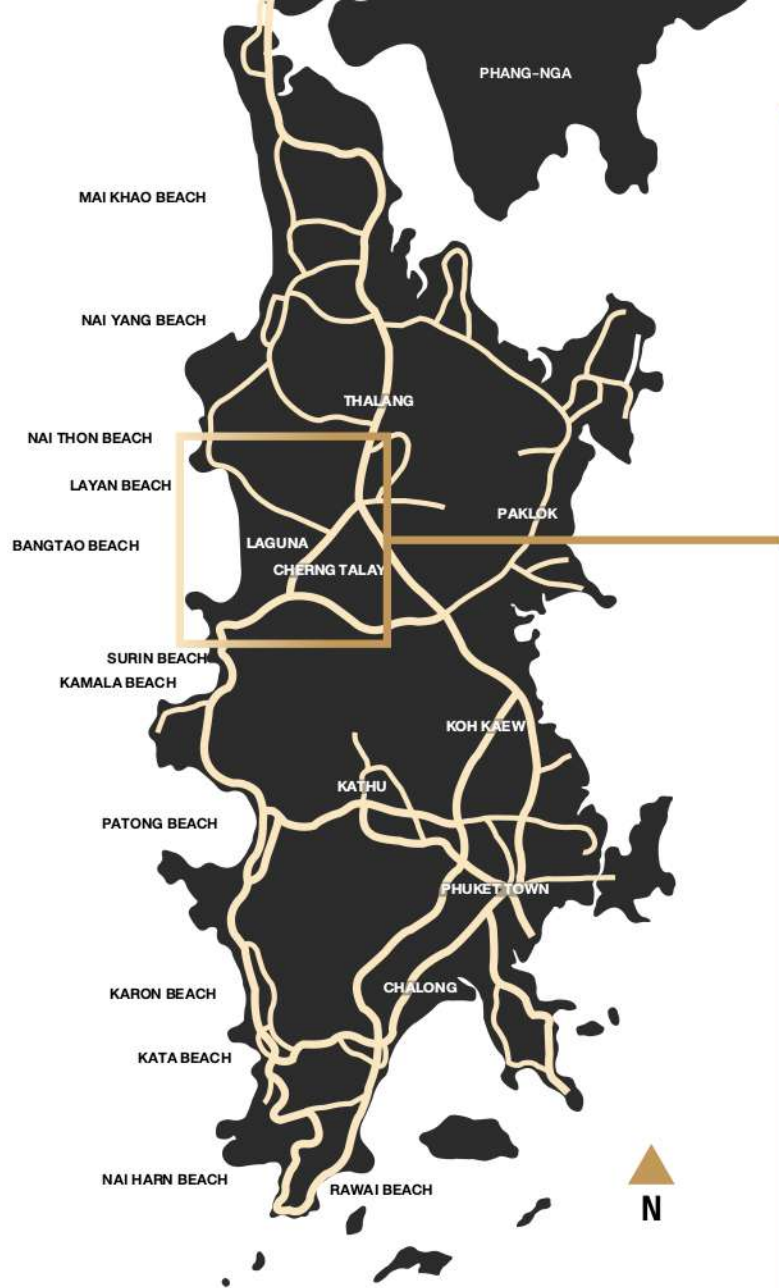 PHANG-NGA
MAI KHAO BEACH
NAI YANG BEACH
THALANG
NAI THON BEACH
LAYAN BEACH
PAKLOK
BANGTAO BEACH
LAGUNA
CHERNG TALAY
SURIN BEACH
KAMALA BEACH
KOH KAEW
KATHU
PATONG BEACH
PHUKET TOWN
CHALONG
KARON BEACH
KATA BEACH
NAI HARN BEACH
RAWAI BEACH
N